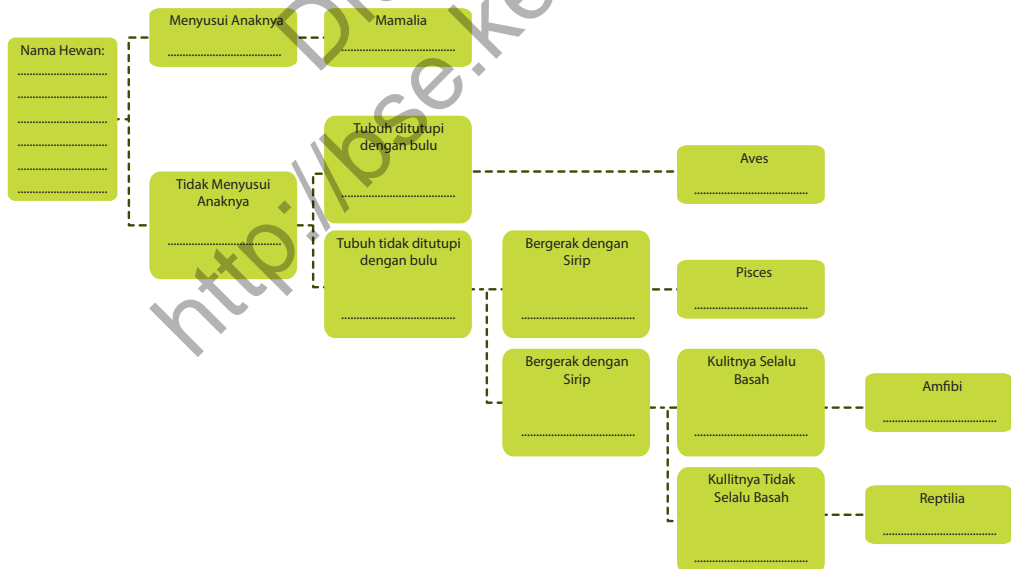 Nama Hewan:
Menyusui Anaknya
Mamalia
Tidak Menyusui
Anaknya
Tubuh ditutupi
dengan bulu
Aves
Tubuh tidak ditutupi
dengan bulu
Bergerak dengan
Sirip
Pisces
Bergerak dengan
Sirip
Kulitnya Selalu
Basah
Amfibi
Kullitnya Tidak
Selalu Basah
Reptilia
http://bse.ke